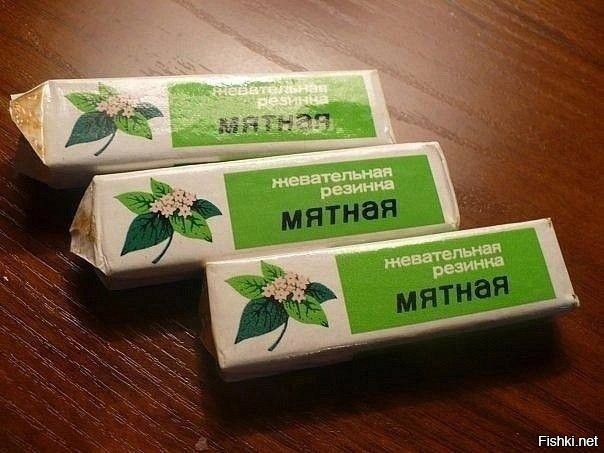 жевательная
резинка
мятная
жевательная
резинка
мятная
жевательная
резинка
мятная
Fishki.net